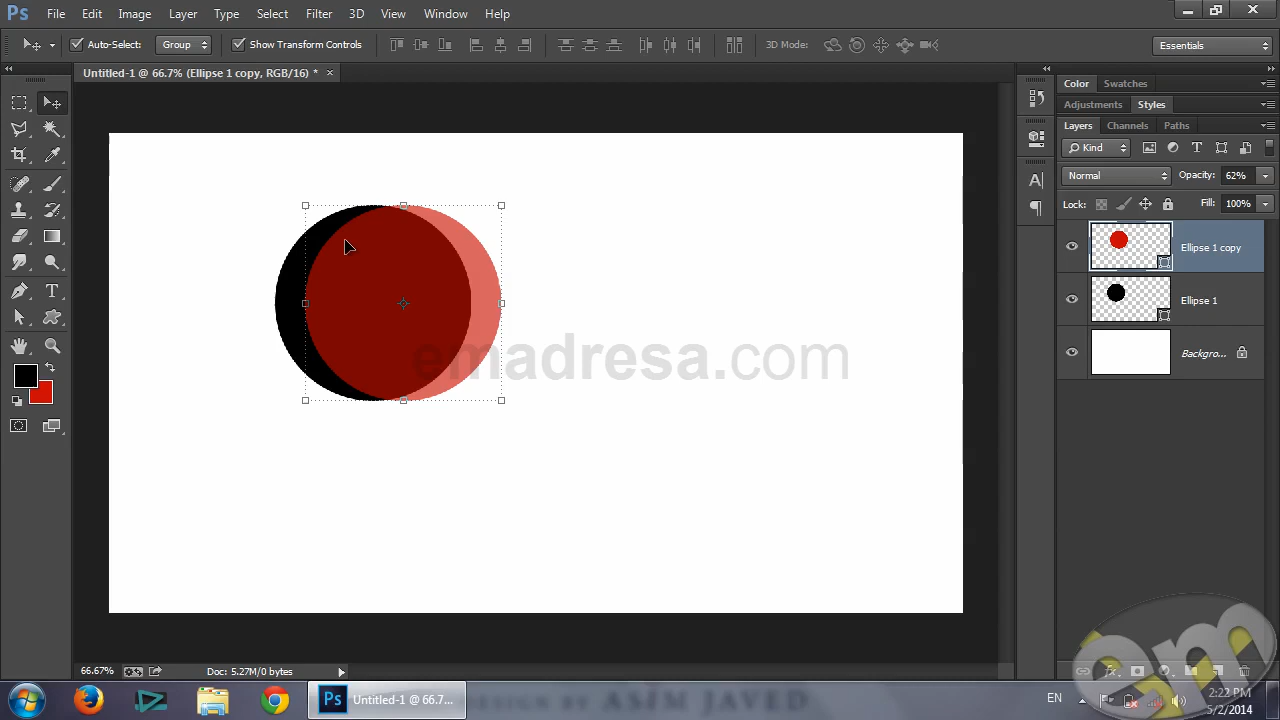 Ps File Edit Image Layer Type Select Filter 3D View Window Help
Auto-Select: Group Show Transform Controls 3D Mode: Essentials
Untitled-1 @ 66.7% (Ellipse 1 copy, RGB/16) * ×
Color Swatches
Adjustments Styles
Layers Channels Paths
Kind
Normal Opacity: 62%
Lock: Fill: 100%
Ellipse 1 copy
Ellipse 1
Backgro...
emadresa.com
em
66.67% Doc: 5.27M/0 bytes
Ps Untitled-1 @ 66.7... EN 2:22 PM
5/2/2014